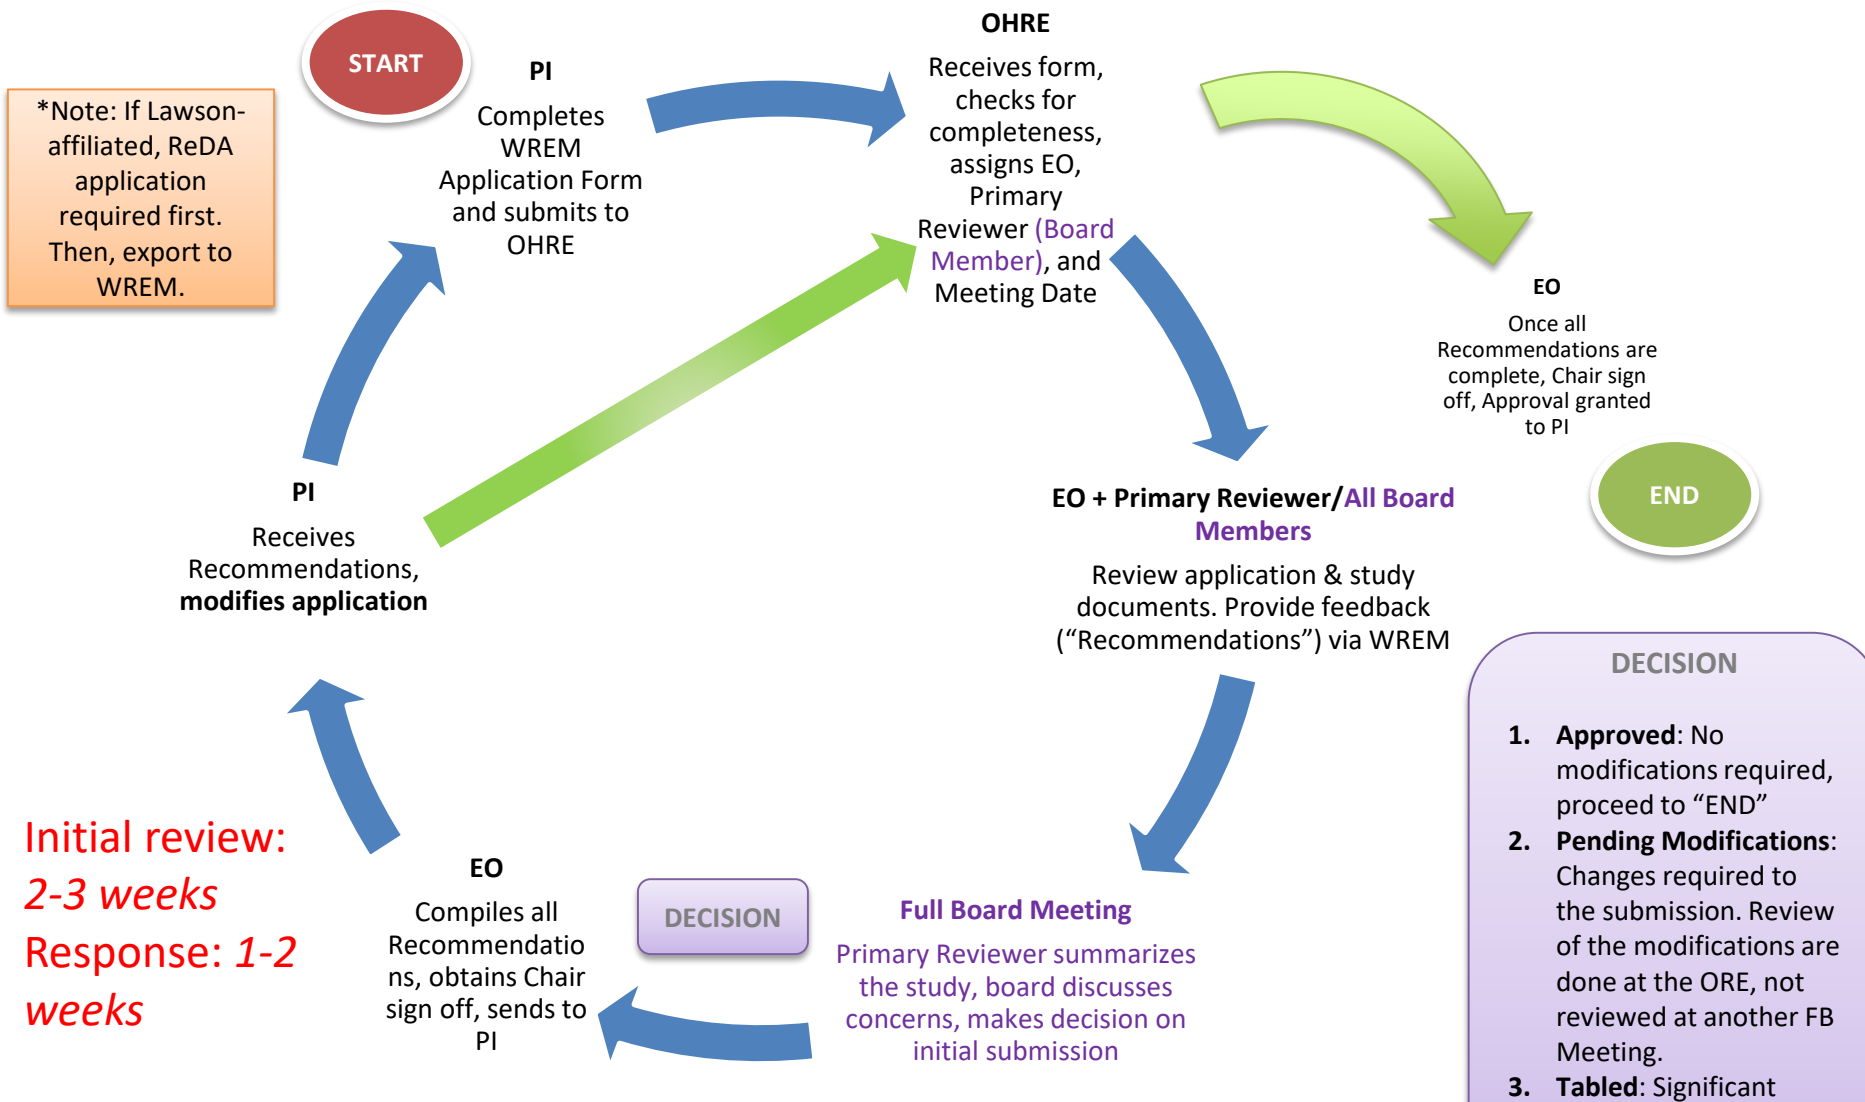 START
*Note: If Lawson-
affiliated, ReDA
application
required first.
Then, export to
WREM.
PI
Completes
WREM
Application Form
and submits to
OHRE
OHRE
Receives form,
checks for
completeness,
assigns EO,
Primary
Reviewer (Board
Member), and
Meeting Date
EO
Once all
Recommendations are
complete, Chair sign
off, Approval granted
to PI
END
EO + Primary Reviewer/All Board
Members
Review application & study
documents. Provide feedback
(“Recommendations”) via WREM
PI
Receives
Recommendations,
modifies application
Full Board Meeting
Primary Reviewer summarizes
the study, board discusses
concerns, makes decision on
initial submission
DECISION
EO
Compiles all
Recommendatio
ns, obtains Chair
sign off, sends to
PI
Initial review:
2-3 weeks
Response: 1-2
weeks
DECISION
1. Approved: No
modifications required,
proceed to “END”
2. Pending Modifications:
Changes required to
the submission. Review
of the modifications are
done at the ORE, not
reviewed at another FB
Meeting.
3. Tabled: Significant